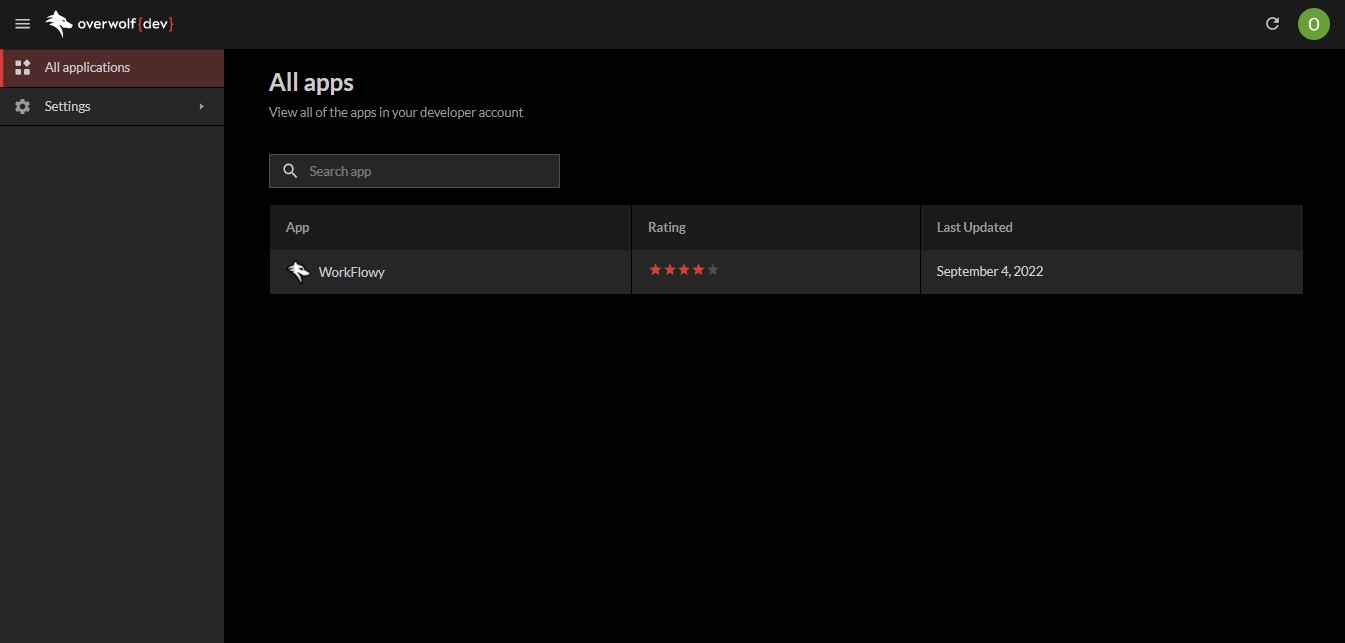 overwolf{dev}
O
All applications
Settings
All apps
View all of the apps in your developer account
Search app
App Rating Last Updated
WorkFlowy September 4, 2022